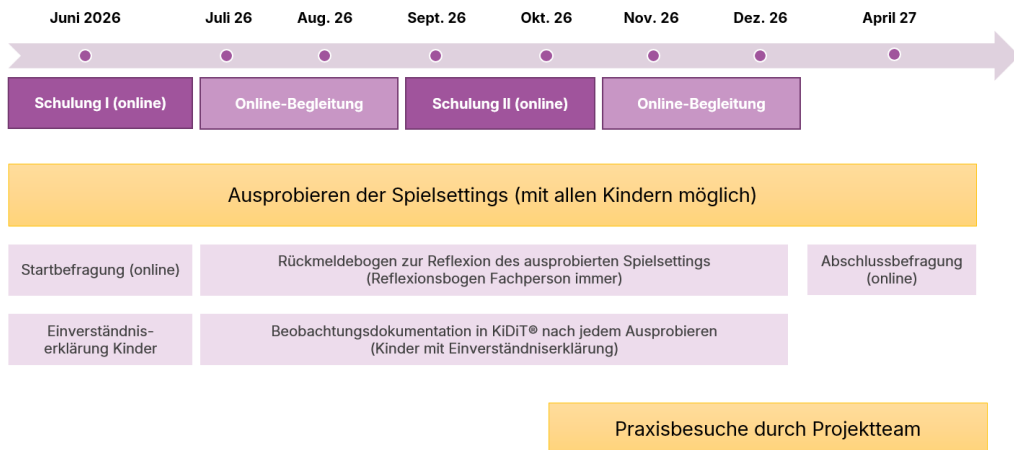 Juni 2026
Juli 26
Aug. 26
Sept. 26
Okt. 26
Nov. 26
Dez. 26
April 27
Schulung I (online)
Online-Begleitung
Schulung II (online)
Online-Begleitung
Ausprobieren der Spielsettings (mit allen Kindern möglich)
Startbefragung (online)
Rückmeldebogen zur Reflexion des ausprobierten Spielsettings
(Reflexionsbogen Fachperson immer)
Abschlussbefragung
(online)
Einverständnis-
erklärung Kinder
Beobachtungsdokumentation in KiDiT® nach jedem Ausprobieren
(Kinder mit Einverständniserklärung)
Praxisbesuche durch Projektteam